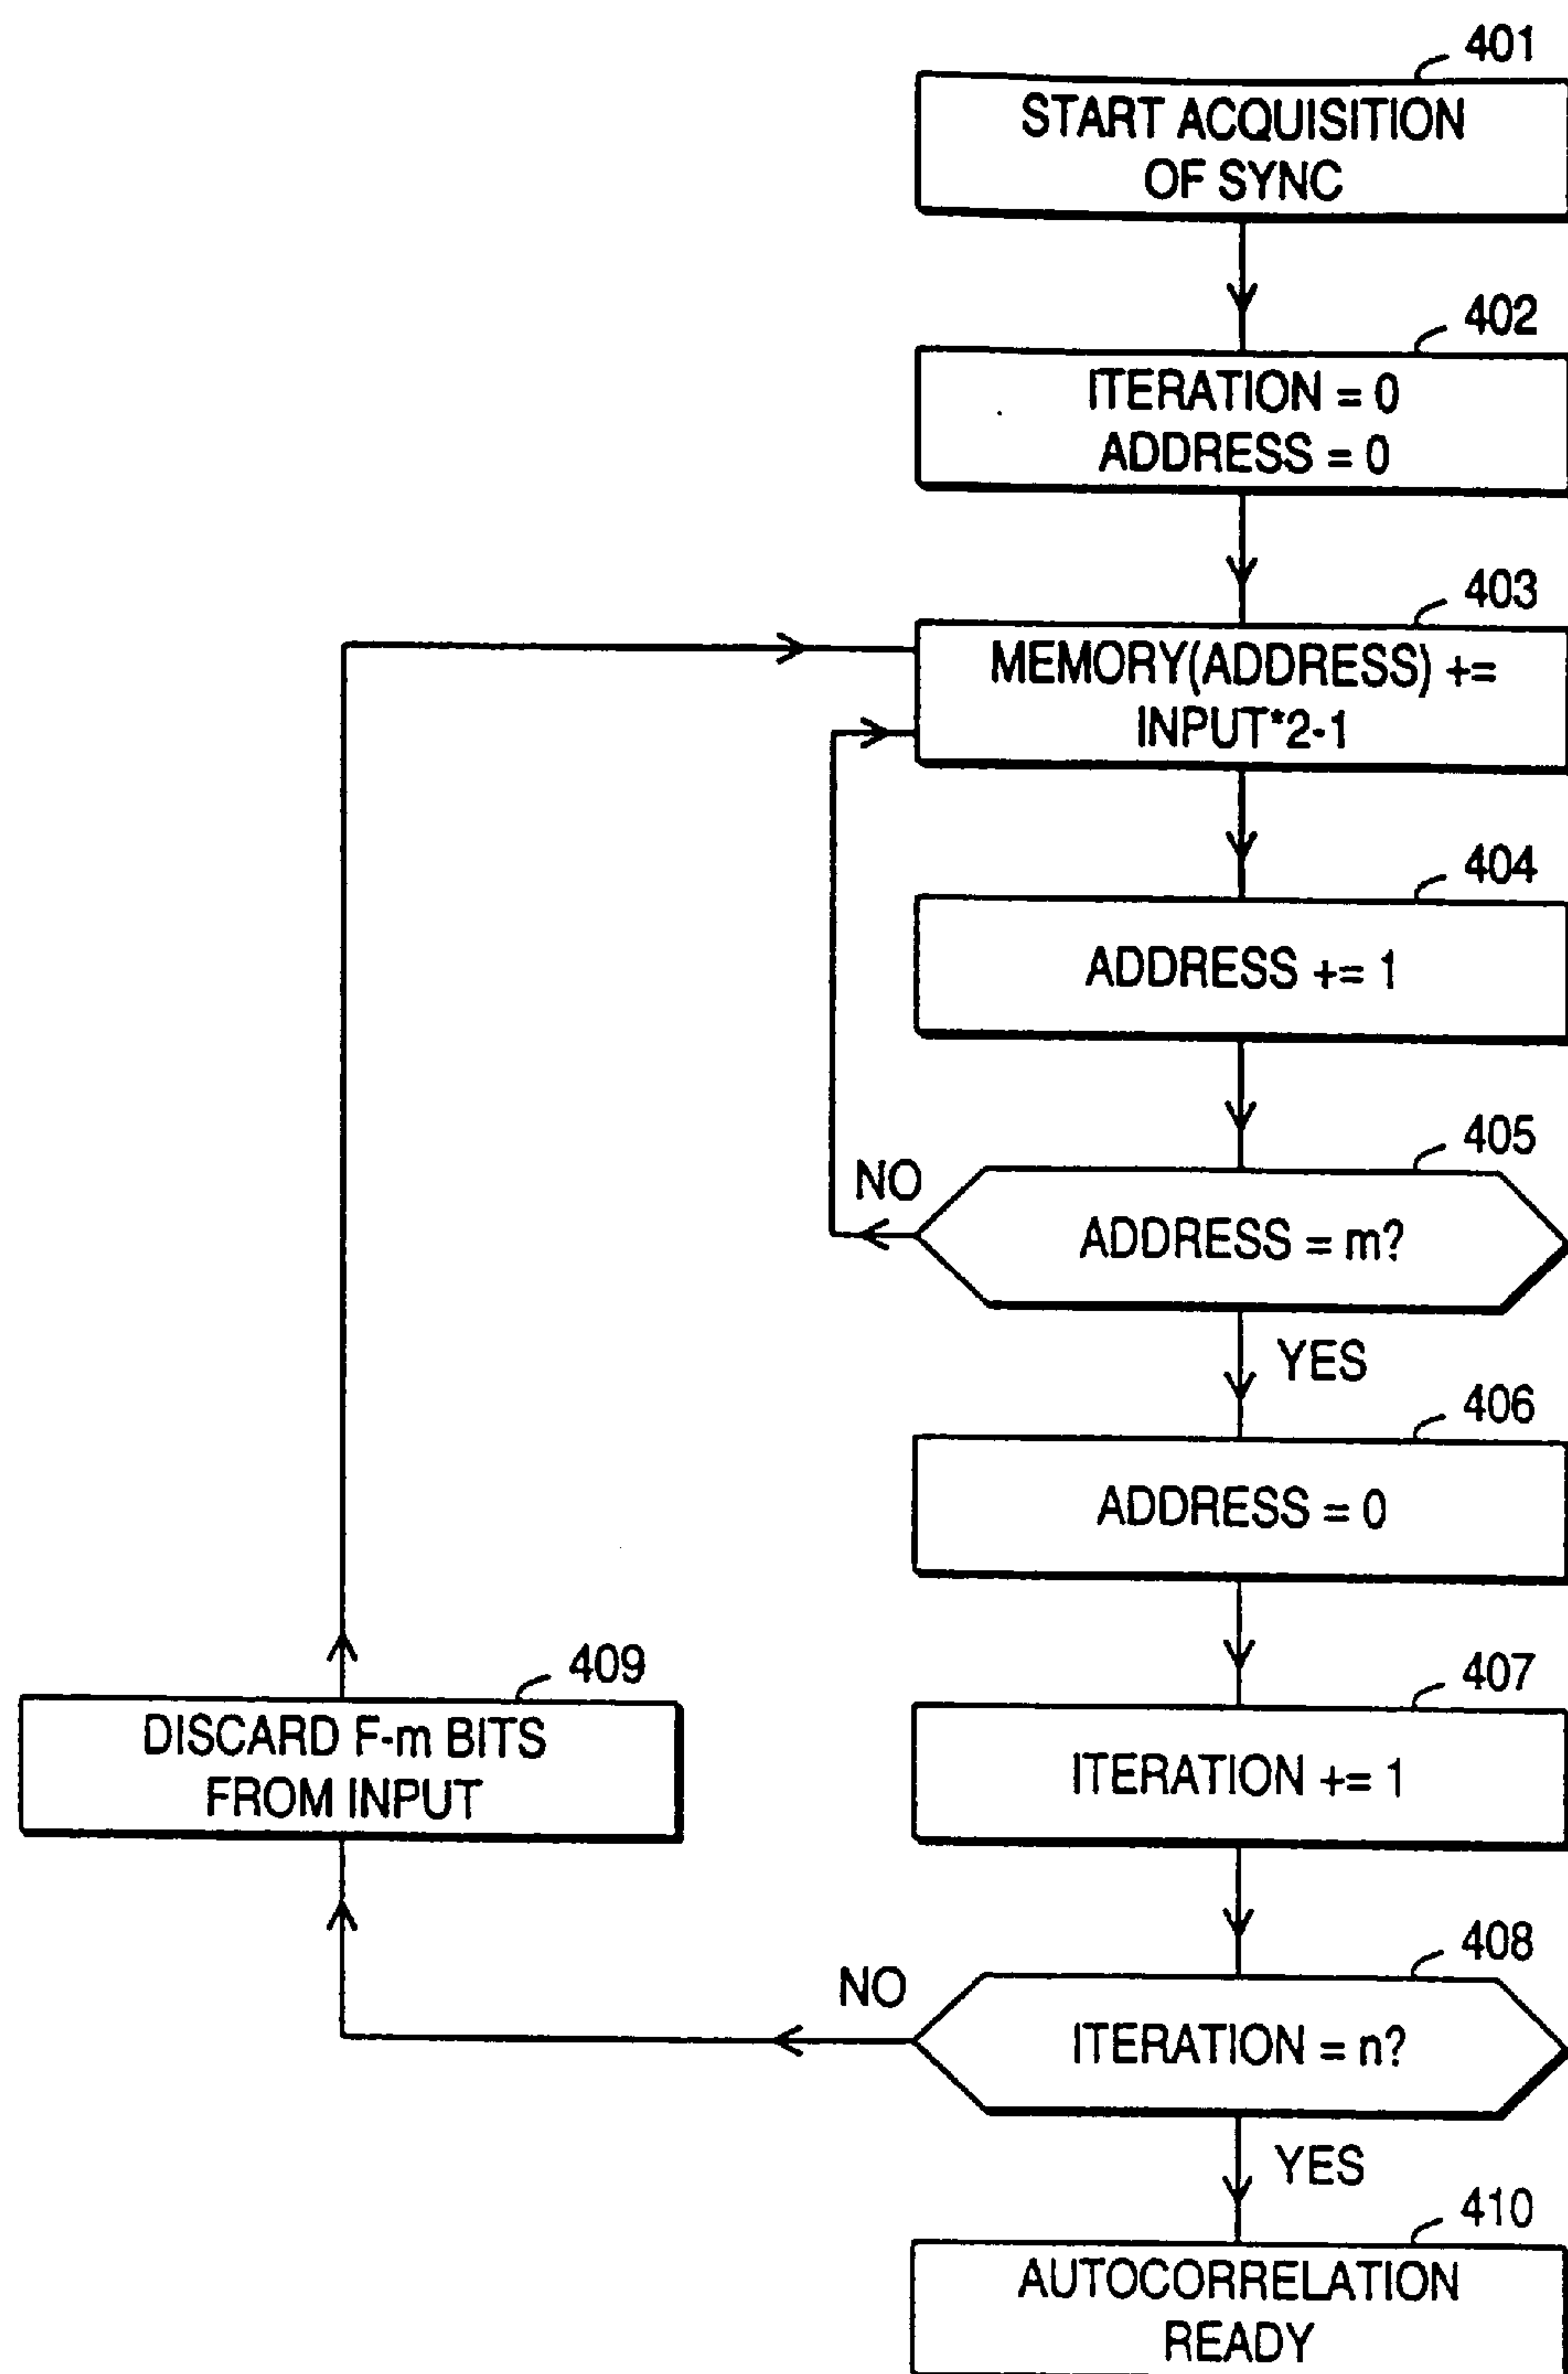 401
START ACQUISITION
OF SYNC
402
ITERATION = 0
ADDRESS = 0
403
MEMORY(ADDRESS) +=
INPUT*2-1
404
ADDRESS += 1
405
NO
ADDRESS = m?
YES
406
ADDRESS = 0
409
DISCARD F-m BITS
FROM INPUT
407
ITERATION += 1
408
NO
ITERATION = n?
YES
410
AUTOCORRELATION
READY